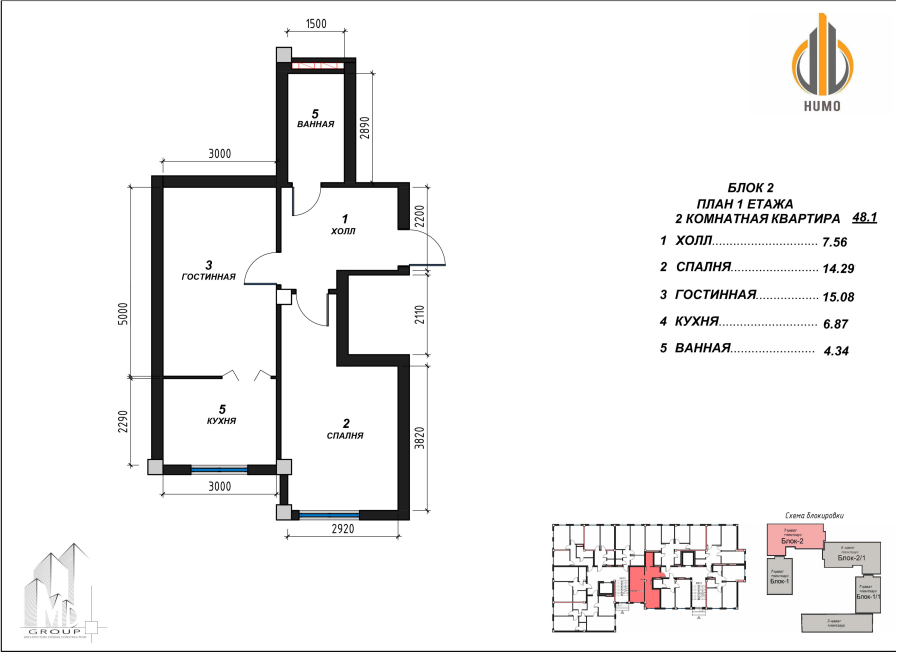 1500
HUMO
5
ВАННАЯ
2890
3000
БЛОК 2
ПЛАН 1 ЕТАЖА
2 КОМНАТНАЯ КВАРТИРА 48.1
1 ХОЛЛ........................ 7.56
2 СПАЛНЯ..................... 14.29
3 ГОСТИННАЯ............... 15.08
4 КУХНЯ....................... 6.87
5 ВАННАЯ.................... 4.34
1
ХОЛЛ
2200
3
ГОСТИННАЯ
5000
2110
5
КУХНЯ
2290
2
СПАЛНЯ
3820
3000
2920
Схема блокировки
Блок-2
Блок-2/1
Блок-1
Блок-1/1
M
GROUP